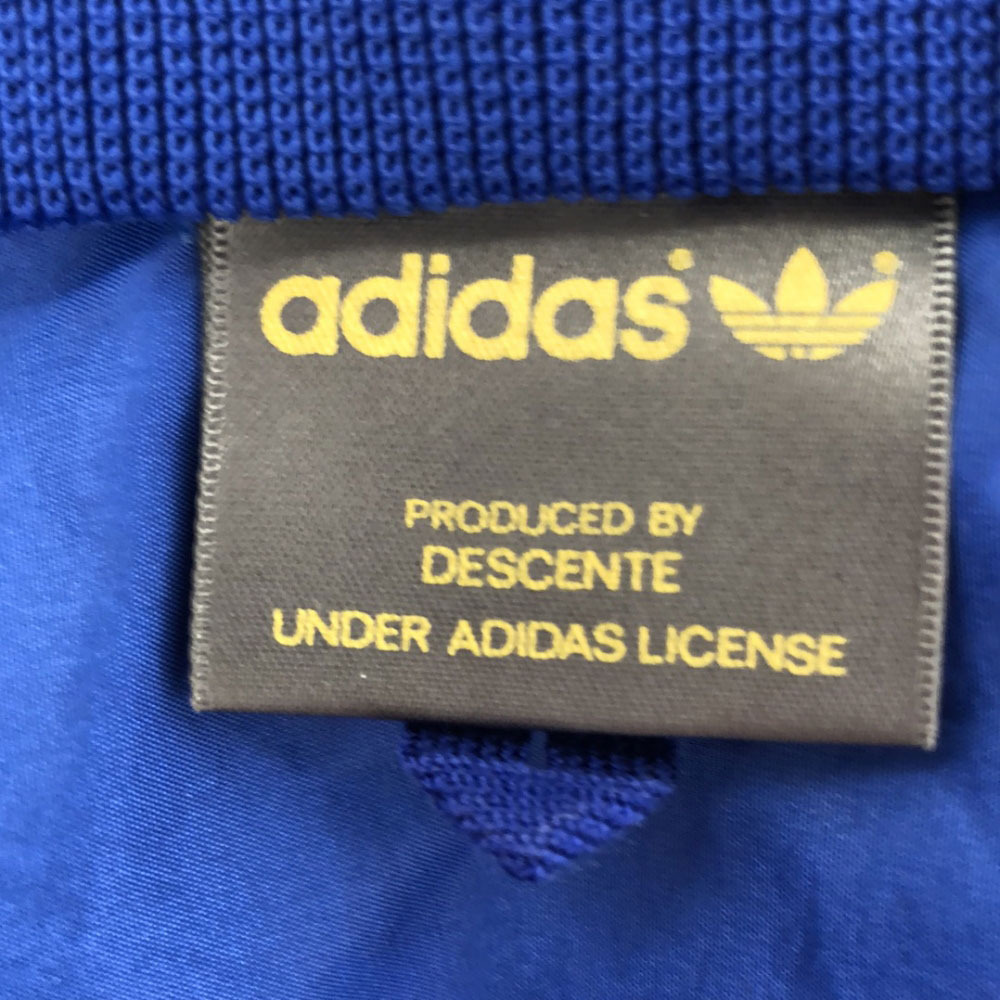 adidas
PRODUCED BY
DESCENTE
UNDER ADIDAS LICENSE